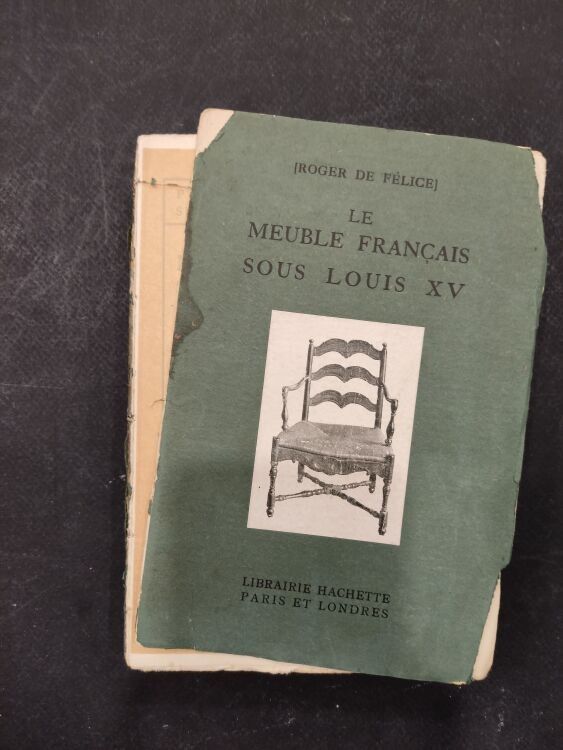 [ROGER DE FÉLICE]
LE
MEUBLE FRANÇAIS
SOUS LOUIS XV
LIBRAIRIE HACHETTE
PARIS ET LONDRES